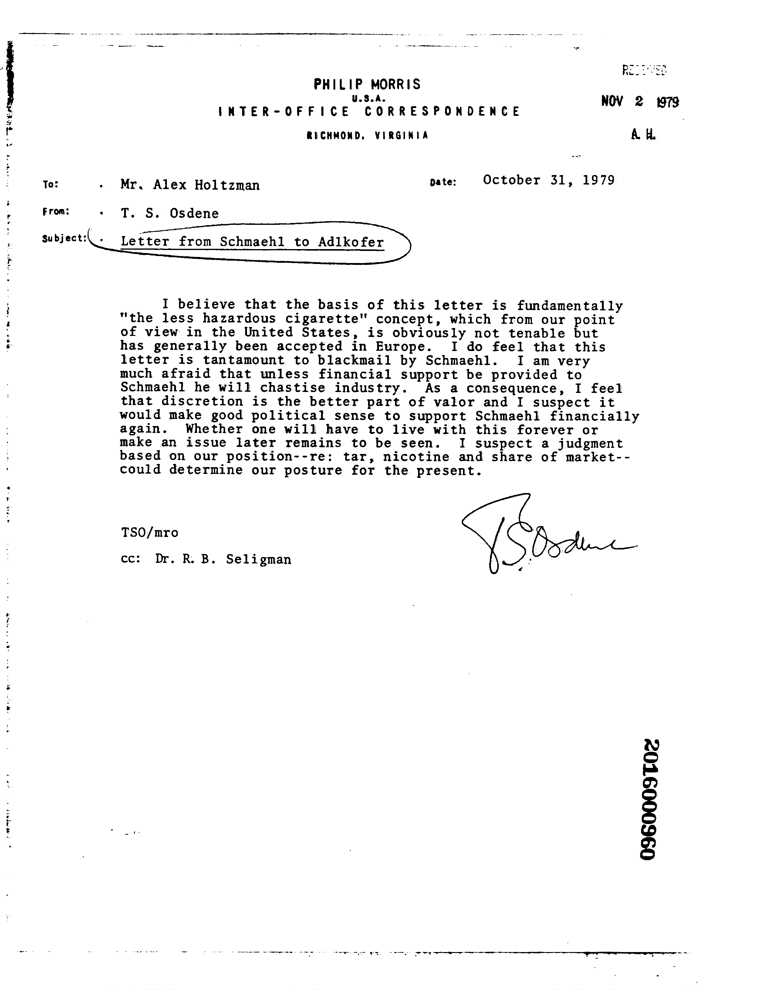 RECEIVED
PHILIP MORRIS
U.S.A.
INTER-OFFICE CORRESPONDENCE
NOV 2 1979
RICHMOND, VIRGINIA
A. H.
To: . Mr. Alex Holtzman Date: October 31, 1979
From: . T. S. Osdene
Subject: . Letter from Schmaehl to Adlkofer
I believe that the basis of this letter is fundamentally
"the less hazardous cigarette" concept, which from our point
of view in the United States, is obviously not tenable but
has generally been accepted in Europe. I do feel that this
letter is tantamount to blackmail by Schmaehl. I am very
much afraid that unless financial support be provided to
Schmaehl he will chastise industry. As a consequence, I feel
that discretion is the better part of valor and I suspect it
would make good political sense to support Schmaehl financially
again. Whether one will have to live with this forever or
make an issue later remains to be seen. I suspect a judgment
based on our position--re: tar, nicotine and share of market--
could determine our posture for the present.
TSO/mro
TSOsdene
cc: Dr. R. B. Seligman
2016000960